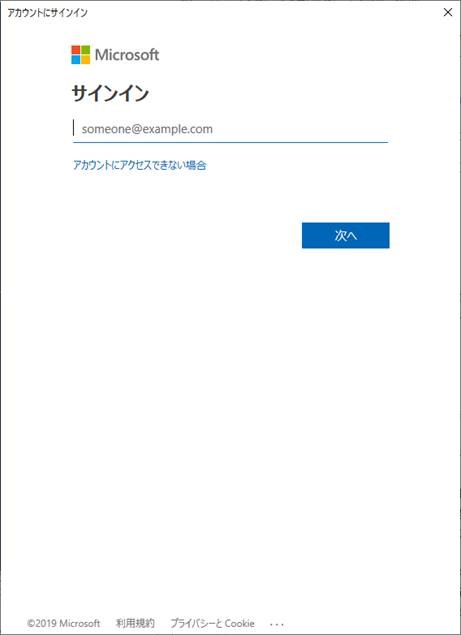 アカウントにサインイン
Microsoft
サインイン
someone@example.com
アカウントにアクセスできない場合
次へ
©2019 Microsoft 利用規約 プライバシーと Cookie ...